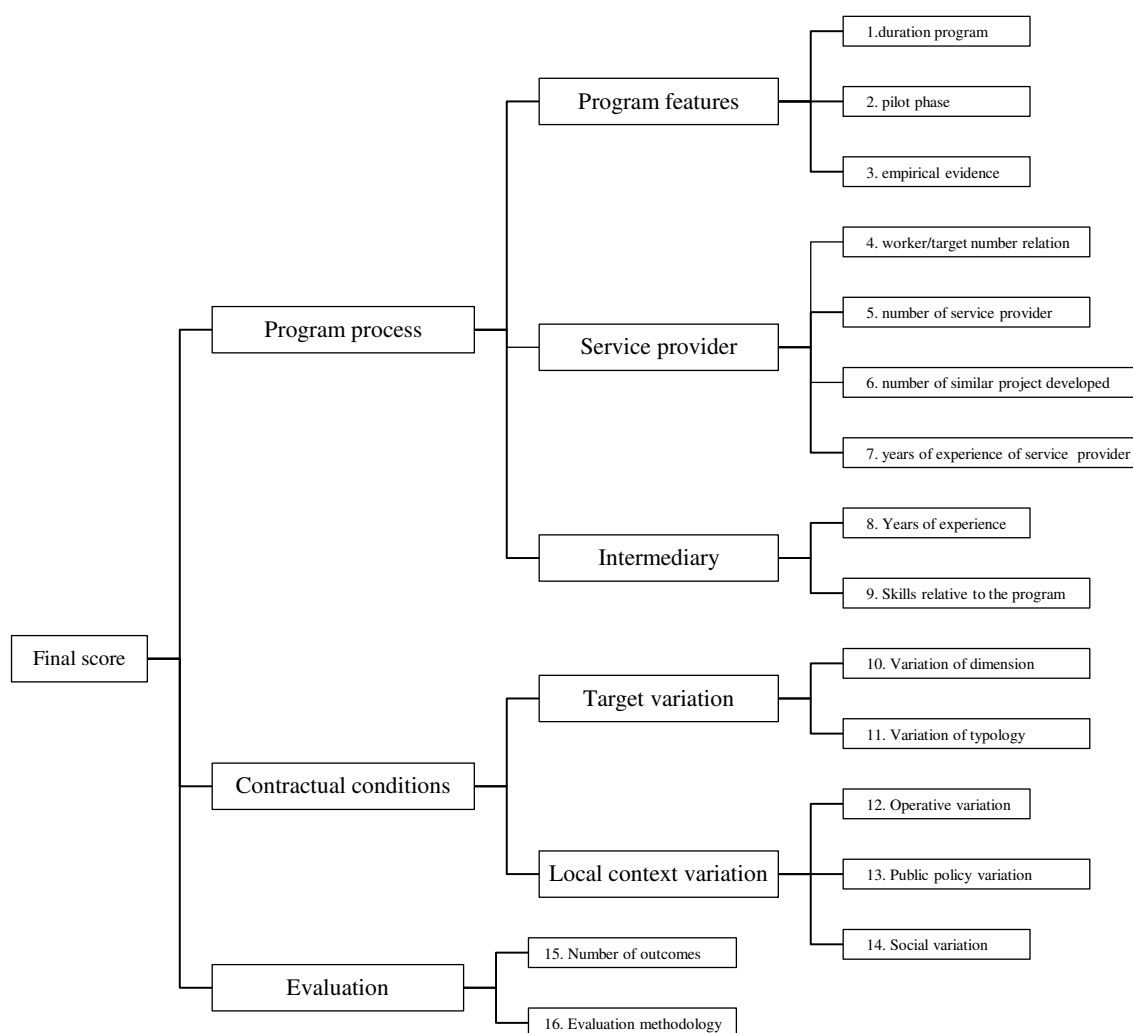 1.duration program
Program features
2. pilot phase
3. empirical evidence
4. worker/target number relation
Program process
5. number of service provider
Service provider
6. number of similar project developed
7. years of experience of service provider
8. Years of experience
Intermediary
9. Skills relative to the program
Final score
10. Variation of dimension
Target variation
11. Variation of typology
Contractual conditions
12. Operative variation
Local context variation
13. Public policy variation
14. Social variation
15. Number of outcomes
Evaluation
16. Evaluation methodology